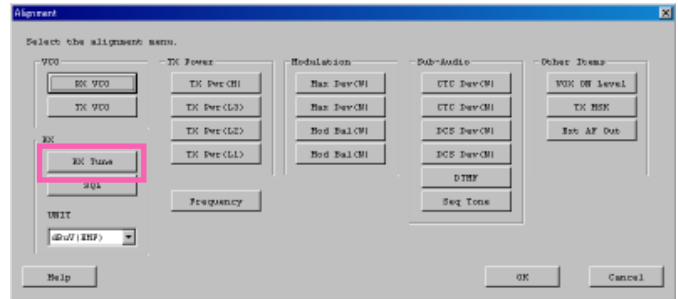 Alignment
Select the alignment menu.
VCO
RX VCO
TX VCO
RX
RX Tune
SQL
UNIT
dBuV(EMF)
TX Power
TX Pwr(HI
TX Pwr(L3)
TX Pwr(L2)
TX Pwr(L1)
Frequency
Modulation
Max Dev(W)
Max Dev(N)
Mod Bal(W)
Mod Bal(N)
Sub-Audio
CTC Dev(W)
CTC Dev(N)
DCS Dev(W)
DCS Dev(N)
DTMF
Seq Tone
Other Items
VOX ON Level
TX MSK
Ext AF Out
Help
OK
Cancel